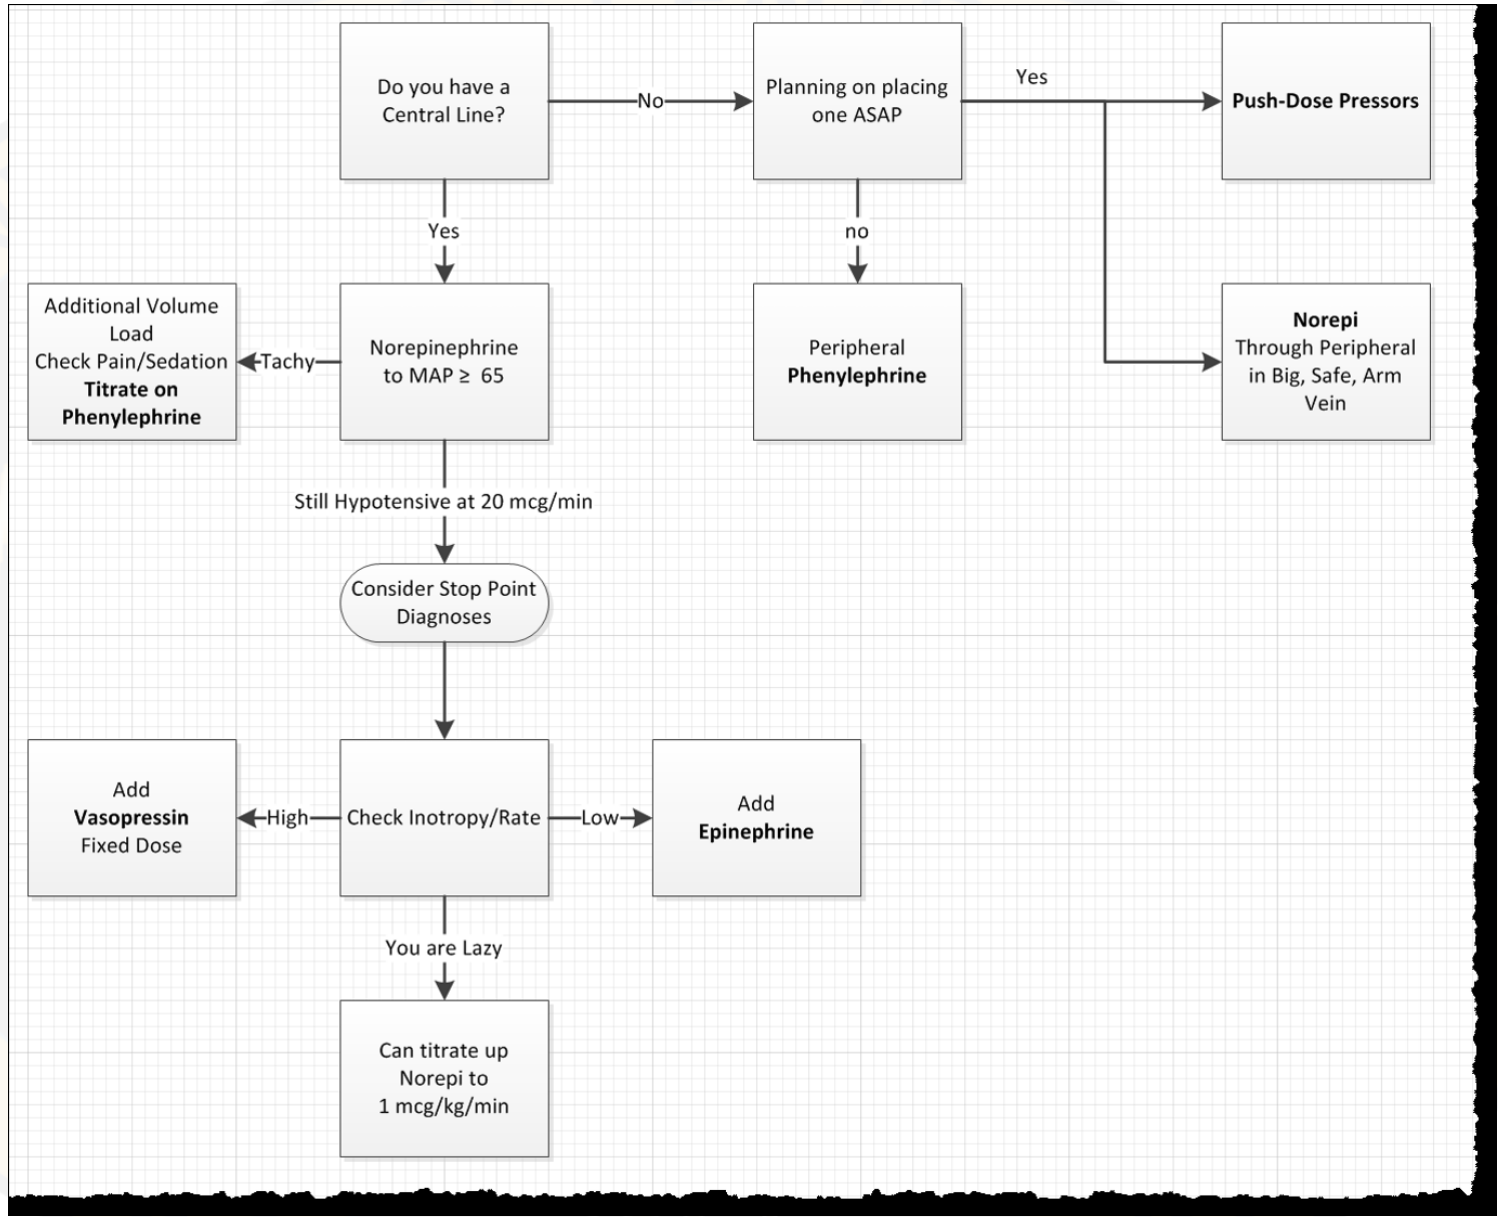 Do you have a
Central Line?
No
Planning on placing
one ASAP
Yes
Push-Dose Pressors
Yes
no
Additional Volume
Load
Check Pain/Sedation
Titrate on
Phenylephrine
Tachy
Norepinephrine
to MAP ≥ 65
Peripheral
Phenylephrine
Norepi
Through Peripheral
in Big, Safe, Arm
Vein
Still Hypotensive at 20 mcg/min
Consider Stop Point
Diagnoses
Add
Vasopressin
Fixed Dose
High
Check Inotropy/Rate
Low
Add
Epinephrine
You are Lazy
Can titrate up
Norepi to
1 mcg/kg/min